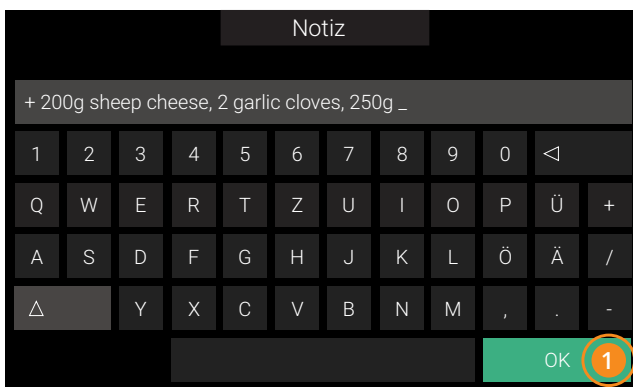 Notiz
+ 200g sheep cheese, 2 garlic cloves, 250g _
1 2 3 4 5 6 7 8 9 0
Q W E R T Z U I O P Ü +
A S D F G H J K L Ö Ä /
Y X C V B N M , . -
OK 1